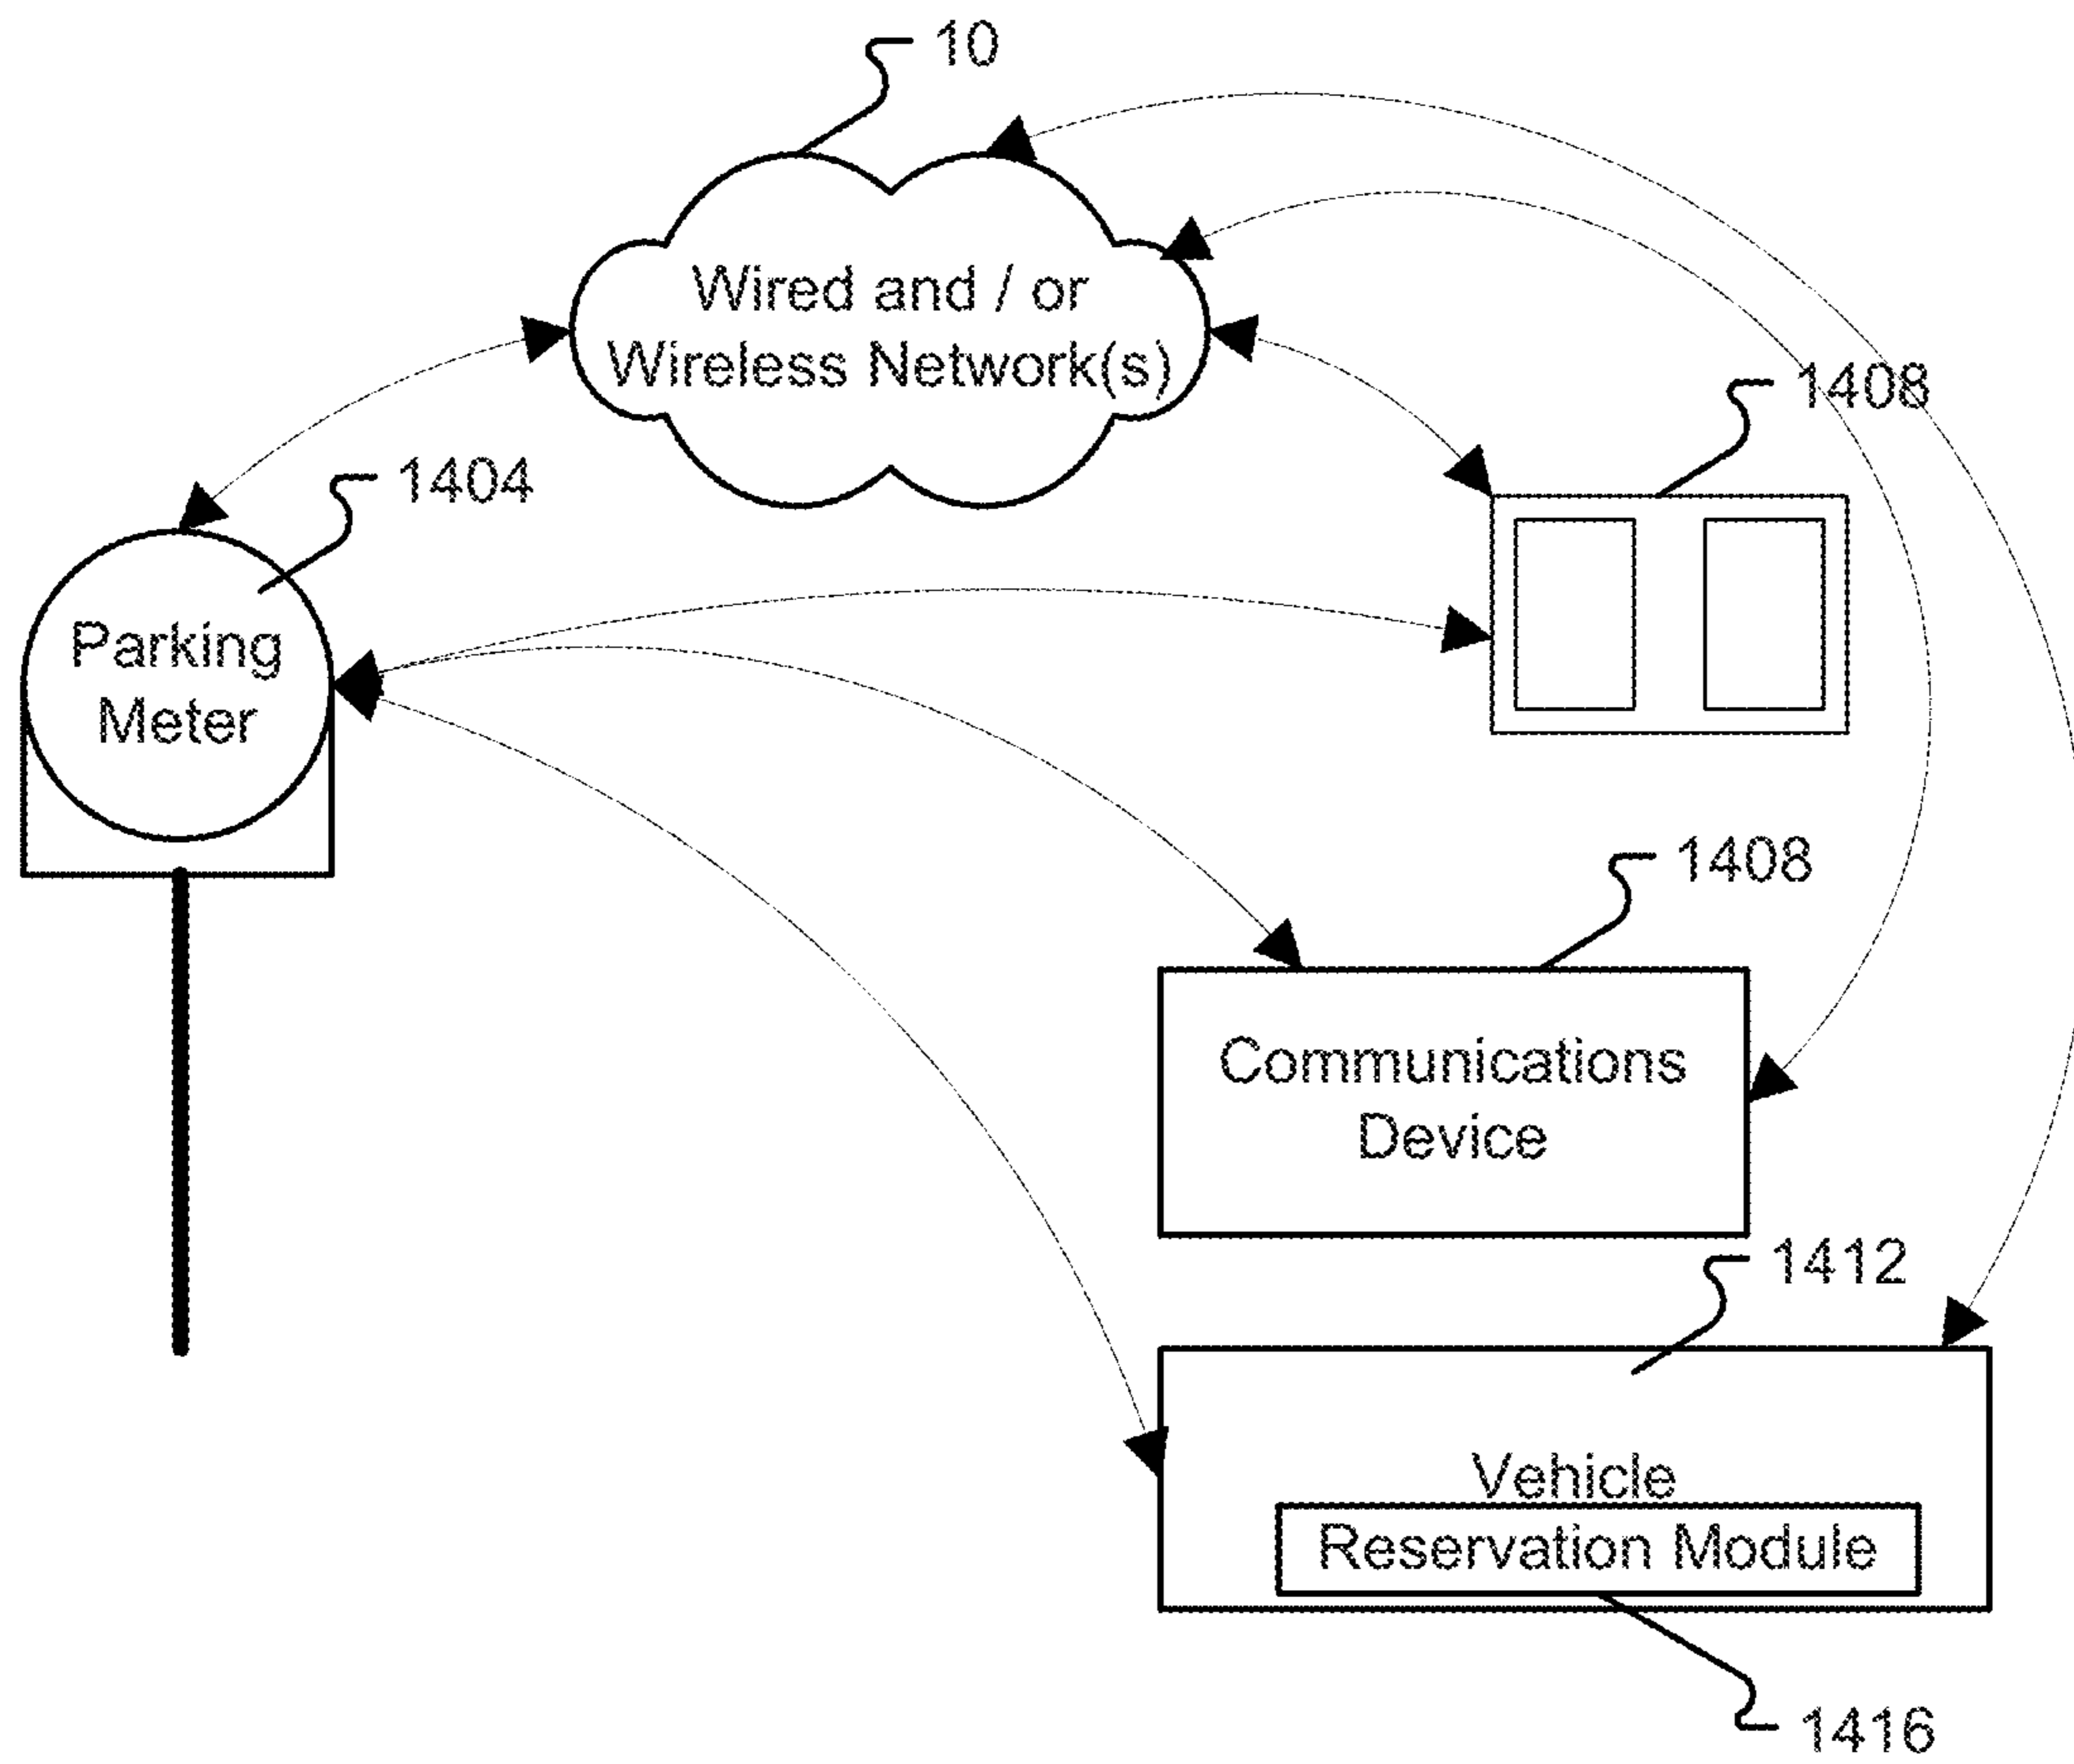 10
Wired and / or
Wireless Network(s)
1408
1404
Parking
Meter
1408
Communications
Device
1412
Vehicle
Reservation Module
1416